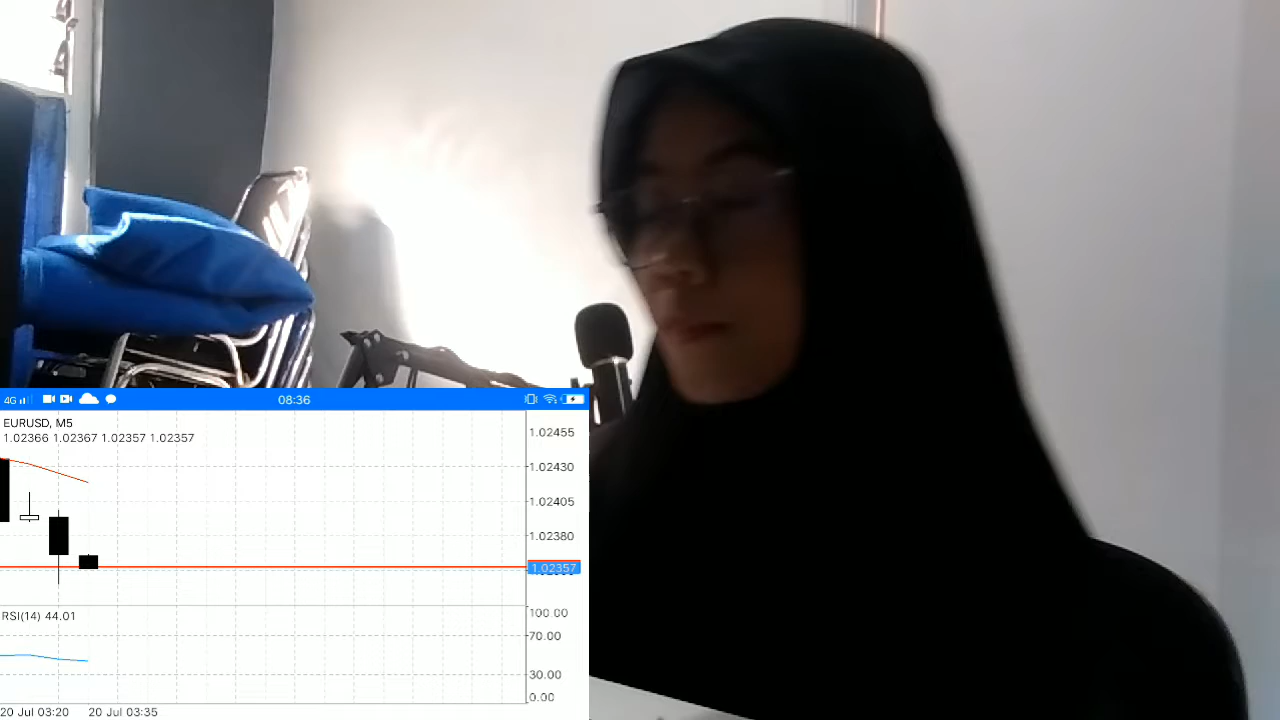 4G 08:36
EURUSD, M5
1.02366 1.02367 1.02357 1.02357
1.02455
1.02430
1.02405
1.02380
1.02357
RSI(14) 44.01
100.00
70.00
30.00
0.00
20 Jul 03:20 20 Jul 03:35